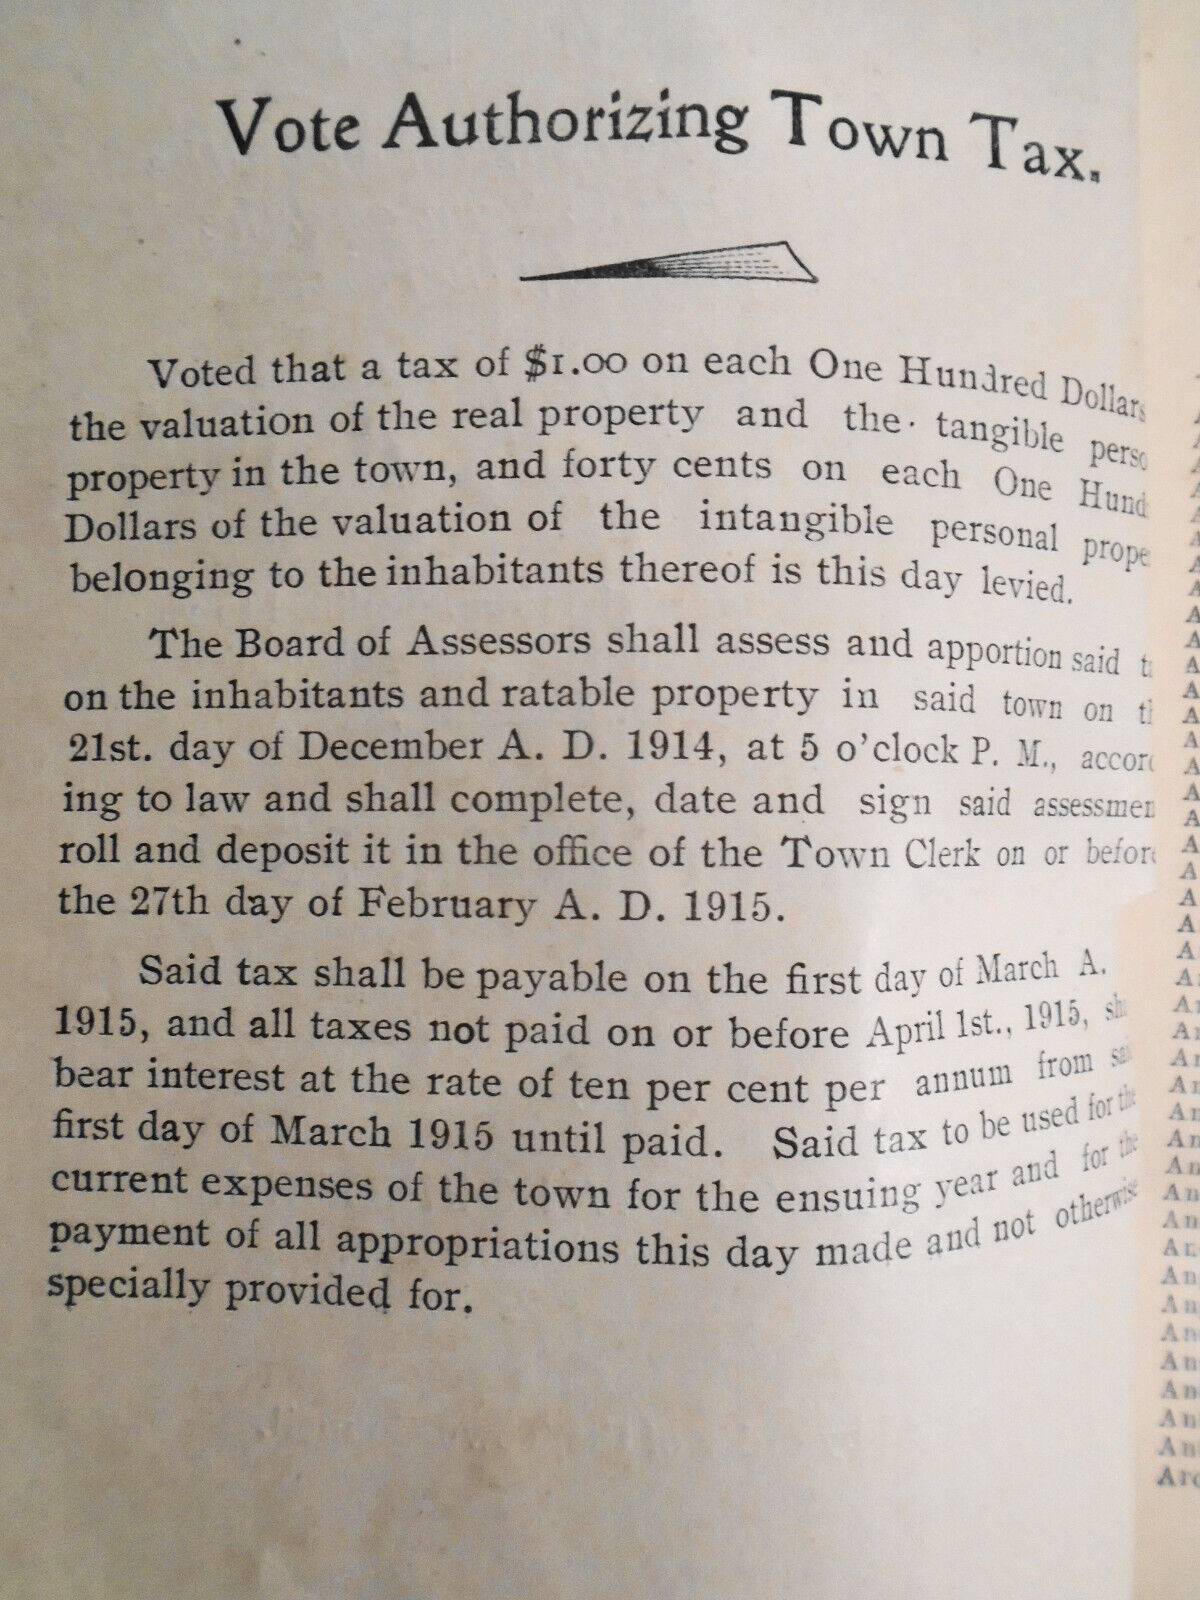 Vote Authorizing Town Tax.
Voted that a tax of $1.00 on each One Hundred Dollars
the valuation of the real property and the tangible
property in the town, and forty cents on each One
Dollars of the valuation of the intangible personal
belonging to the inhabitants thereof is this day levied.
The Board of Assessors shall assess and apportion said
on the inhabitants and ratable property in said town on
21st. day of December A. D. 1914, at 5 o'clock P. M.,
ing to law and shall complete, date and sign said
roll and deposit it in the office of the Town Clerk on or before
the 27th day of February A. D. 1915.
Said tax shall be payable on the first day of March A.
1915, and all taxes not paid on or before April 1st., 1915,
bear interest at the rate of ten per cent per annum from
first day of March 1915 until paid. Said tax to be used for the
current expenses of the town for the ensuing year and for the
payment of all appropriations this day made and not otherwise
specially provided for.